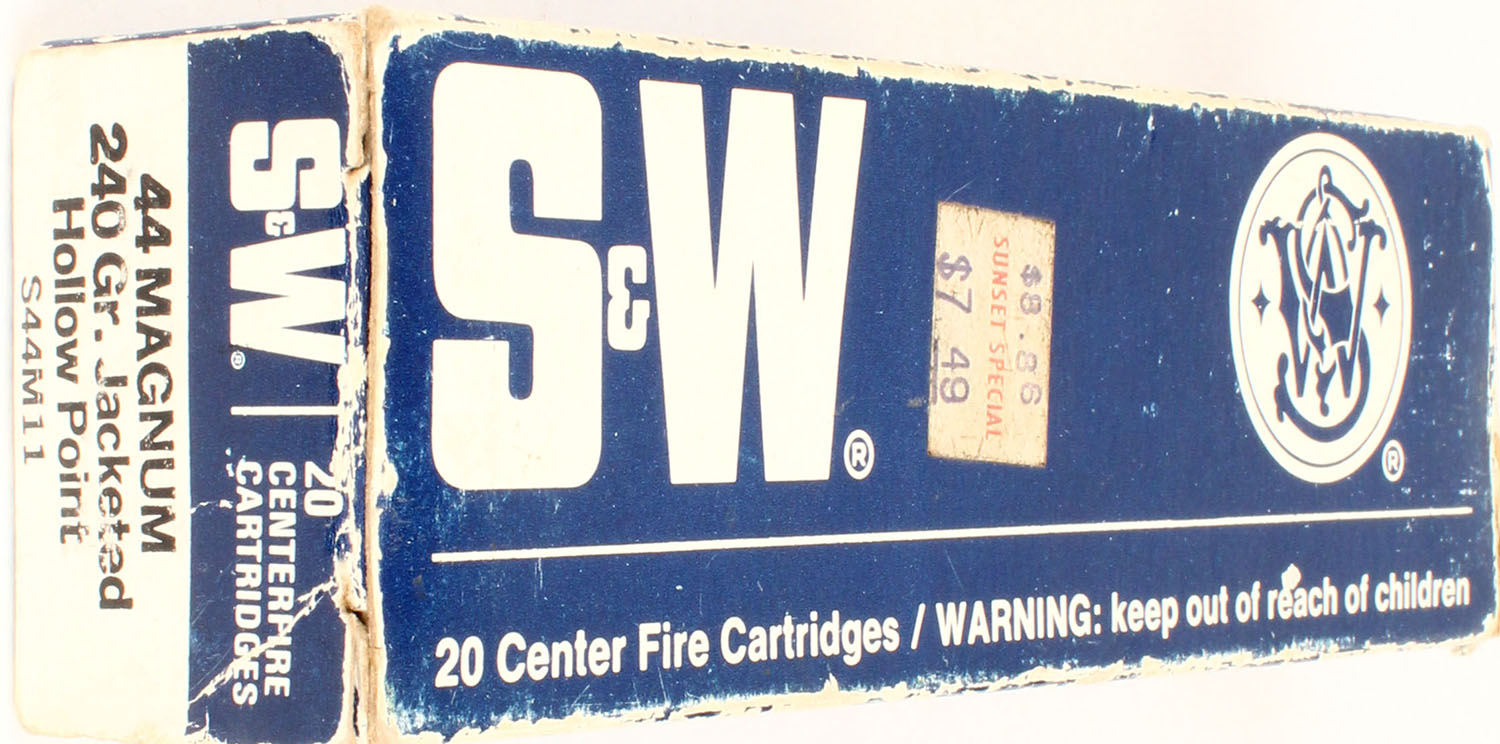 S&W®
$8.86
SUNSET SPECIAL
$7 49
®
20 Center Fire Cartridges / WARNING: keep out of reach of children
S&W®
20
CENTERFIRE
CARTRIDGES
44 MAGNUM
240 Gr. Jacketed
Hollow Point
S44M11